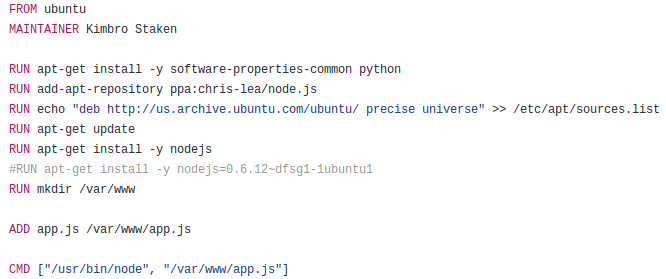 FROM ubuntu
MAINTAINER Kimbro Staken

RUN apt-get install -y software-properties-common python
RUN add-apt-repository ppa:chris-lea/node.js
RUN echo "deb http://us.archive.ubuntu.com/ubuntu/ precise universe" >> /etc/apt/sources.list
RUN apt-get update
RUN apt-get install -y nodejs
#RUN apt-get install -y nodejs=0.6.12~dfsg1-1ubuntu1
RUN mkdir /var/www

ADD app.js /var/www/app.js

CMD ["/usr/bin/node", "/var/www/app.js"]